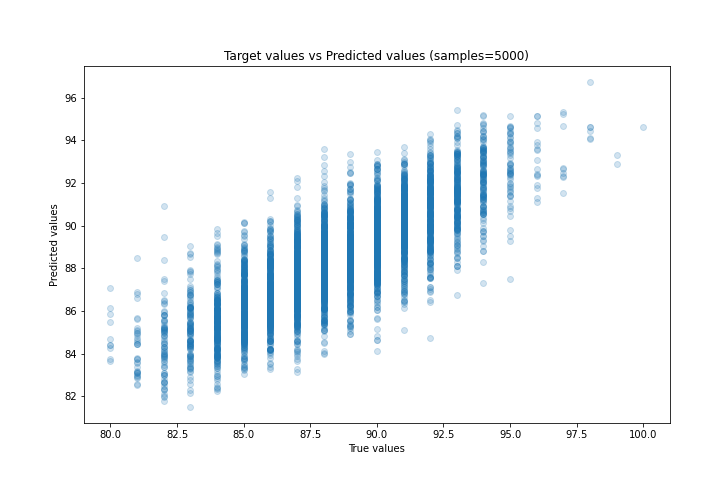 Target values vs Predicted values (samples=5000)
96
94
92
90
88
86
84
82
Predicted values
80.0 82.5 85.0 87.5 90.0 92.5 95.0 97.5 100.0
True values